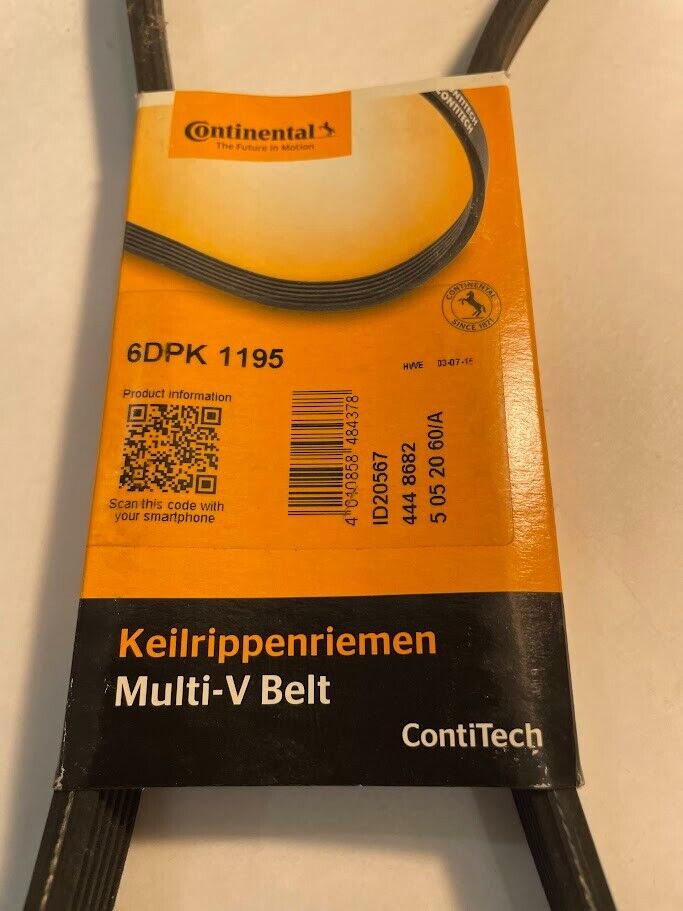 Continental
The Future in Motion
CONTITECH
CONTITECH
CONTINENTAL
SINCE 1871
6DPK 1195
HWE 03-07-15
Product information
Scan this code with
your smartphone
4 010858 484378
ID20567
444 8682
5 05 20 60/A
Keilrippenriemen
Multi-V Belt
ContiTech